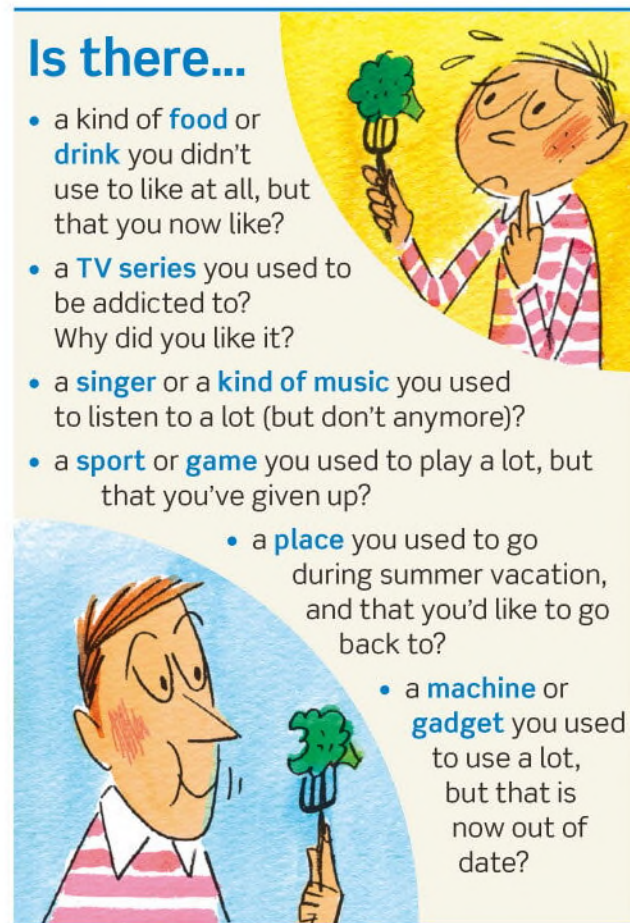 Is there...
• a kind of food or
drink you didn't
use to like at all, but
that you now like?
• a TV series you used to
be addicted to?
Why did you like it?
• a singer or a kind of music you used
to listen to a lot (but don't anymore)?
• a sport or game you used to play a lot, but
that you've given up?
• a place you used to go
during summer vacation,
and that you'd like to go
back to?
• a machine or
gadget you used
to use a lot,
but that is
now out of
date?